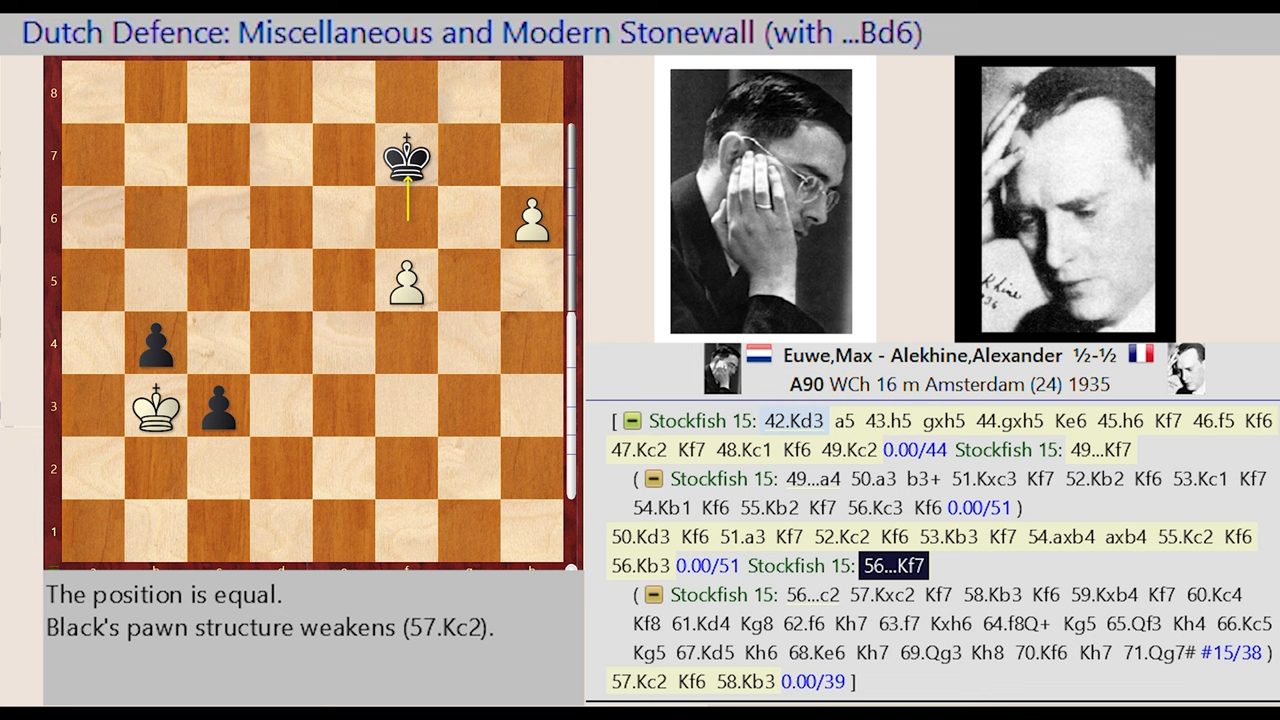 Dutch Defence: Miscellaneous and Modern Stonewall (with ...Bd6)
8
7
6
5
4
3
2
1
The position is equal.
Black's pawn structure weakens (57.Kc2).
Euwe,Max - Alekhine,Alexander ½-½
A90 WCh 16 m Amsterdam (24) 1935
[ Stockfish 15: 42.Kd3 a5 43.h5 gxh5 44.gxh5 Ke6 45.h6 Kf7 46.f5 Kf6
47.Kc2 Kf7 48.Kc1 Kf6 49.Kc2 0.00/44 Stockfish 15: 49...Kf7
( Stockfish 15: 49...a4 50.a3 b3+ 51.Kxc3 Kf7 52.Kb2 Kf6 53.Kc1 Kf7
54.Kb1 Kf6 55.Kb2 Kf7 56.Kc3 Kf6 0.00/51 )
50.Kd3 Kf6 51.a3 Kf7 52.Kc2 Kf6 53.Kb3 Kf7 54.axb4 axb4 55.Kc2 Kf6
56.Kb3 0.00/51 Stockfish 15: 56...Kf7
( Stockfish 15: 56...c2 57.Kxc2 Kf7 58.Kb3 Kf6 59.Kxb4 Kf7 60.Kc4
Kf8 61.Kd4 Kg8 62.f6 Kh7 63.f7 Kxh6 64.f8Q+ Kg5 65.Qf3 Kh4 66.Kc5
Kg5 67.Kd5 Kh6 68.Ke6 Kh7 69.Qg3 Kh8 70.Kf6 Kh7 71.Qg7# #15/38 )
57.Kc2 Kf6 58.Kb3 0.00/39 ]